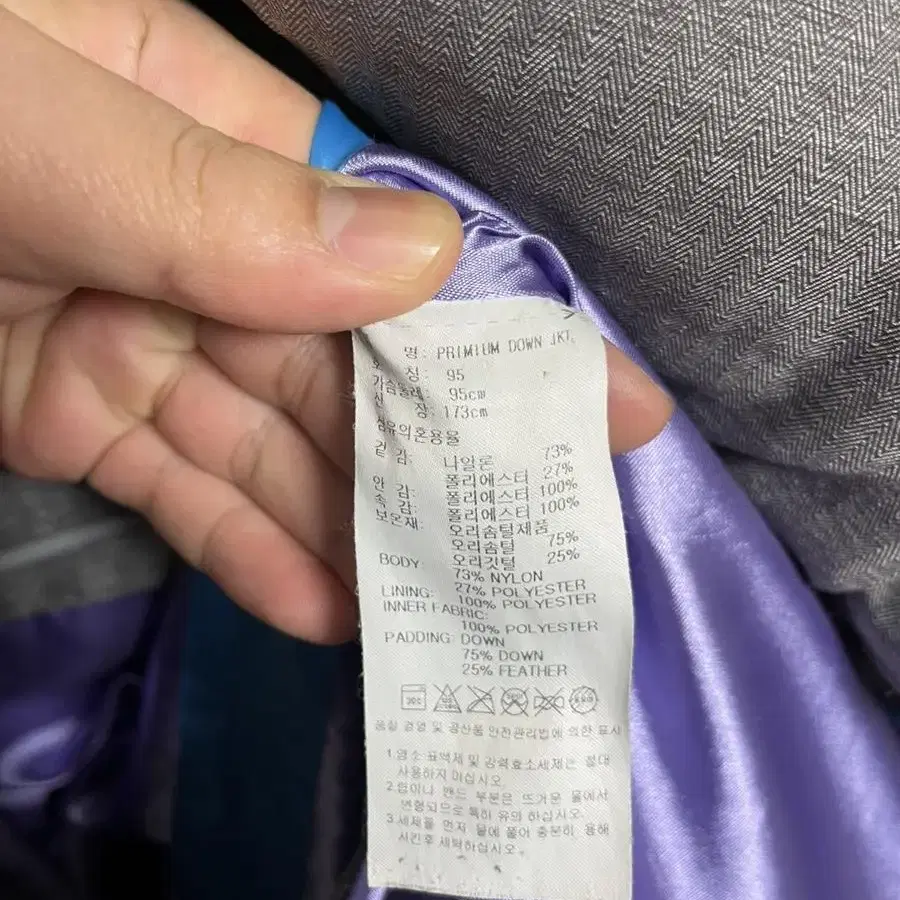 명: PRIMIUM DOWN JKT.
호 칭: 95
가슴둘레: 95cm
신 장: 173cm
섬유의혼용율
겉 감: 나일론 73%
폴리에스터 27%
안 감: 폴리에스터 100%
속 감: 폴리에스터 100%
보온재: 오리솜털제품
오리솜털 75%
오리깃털 25%
BODY: 73% NYLON
27% POLYESTER
LINING: 100% POLYESTER
INNER FABRIC:
100% POLYESTER
PADDING: DOWN
75% DOWN
25% FEATHER
30℃
품질 경영 및 공산품 안전관리법에 의한 표시
1.염소 표백제 및 강력효소세제는 절대
사용하지 마십시오.
2.밴드 부분은 뜨거운 물에서
변형되므로 특히 유의 하십시오.
3.세제를 먼저 물에 풀어 충분히 용해
시킨후 세탁하십시오.